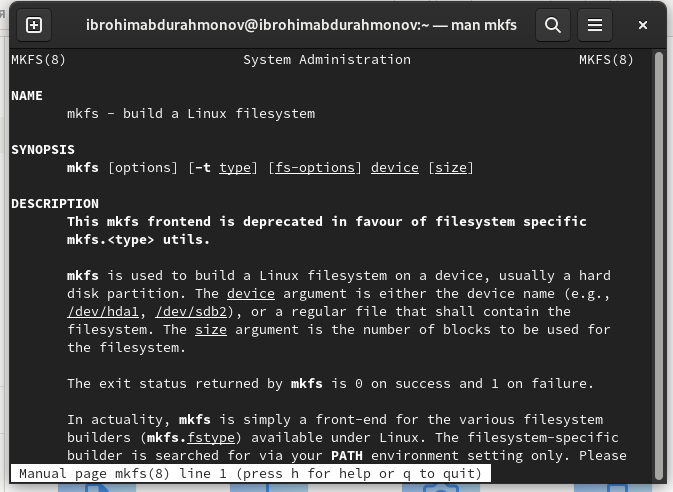 ibrohimabdurahmonov@ibrohimabdurahmonov:~ — man mkfs
MKFS(8) System Administration MKFS(8)
NAME
mkfs - build a Linux filesystem
SYNOPSIS
mkfs [options] [-t type] [fs-options] device [size]
DESCRIPTION
This mkfs frontend is deprecated in favour of filesystem specific
mkfs.<type> utils.
mkfs is used to build a Linux filesystem on a device, usually a hard
disk partition. The device argument is either the device name (e.g.,
/dev/hda1, /dev/sdb2), or a regular file that shall contain the
filesystem. The size argument is the number of blocks to be used for
the filesystem.
The exit status returned by mkfs is 0 on success and 1 on failure.
In actuality, mkfs is simply a front-end for the various filesystem
builders (mkfs.fstype) available under Linux. The filesystem-specific
builder is searched for via your PATH environment setting only. Please
Manual page mkfs(8) line 1 (press h for help or q to quit)